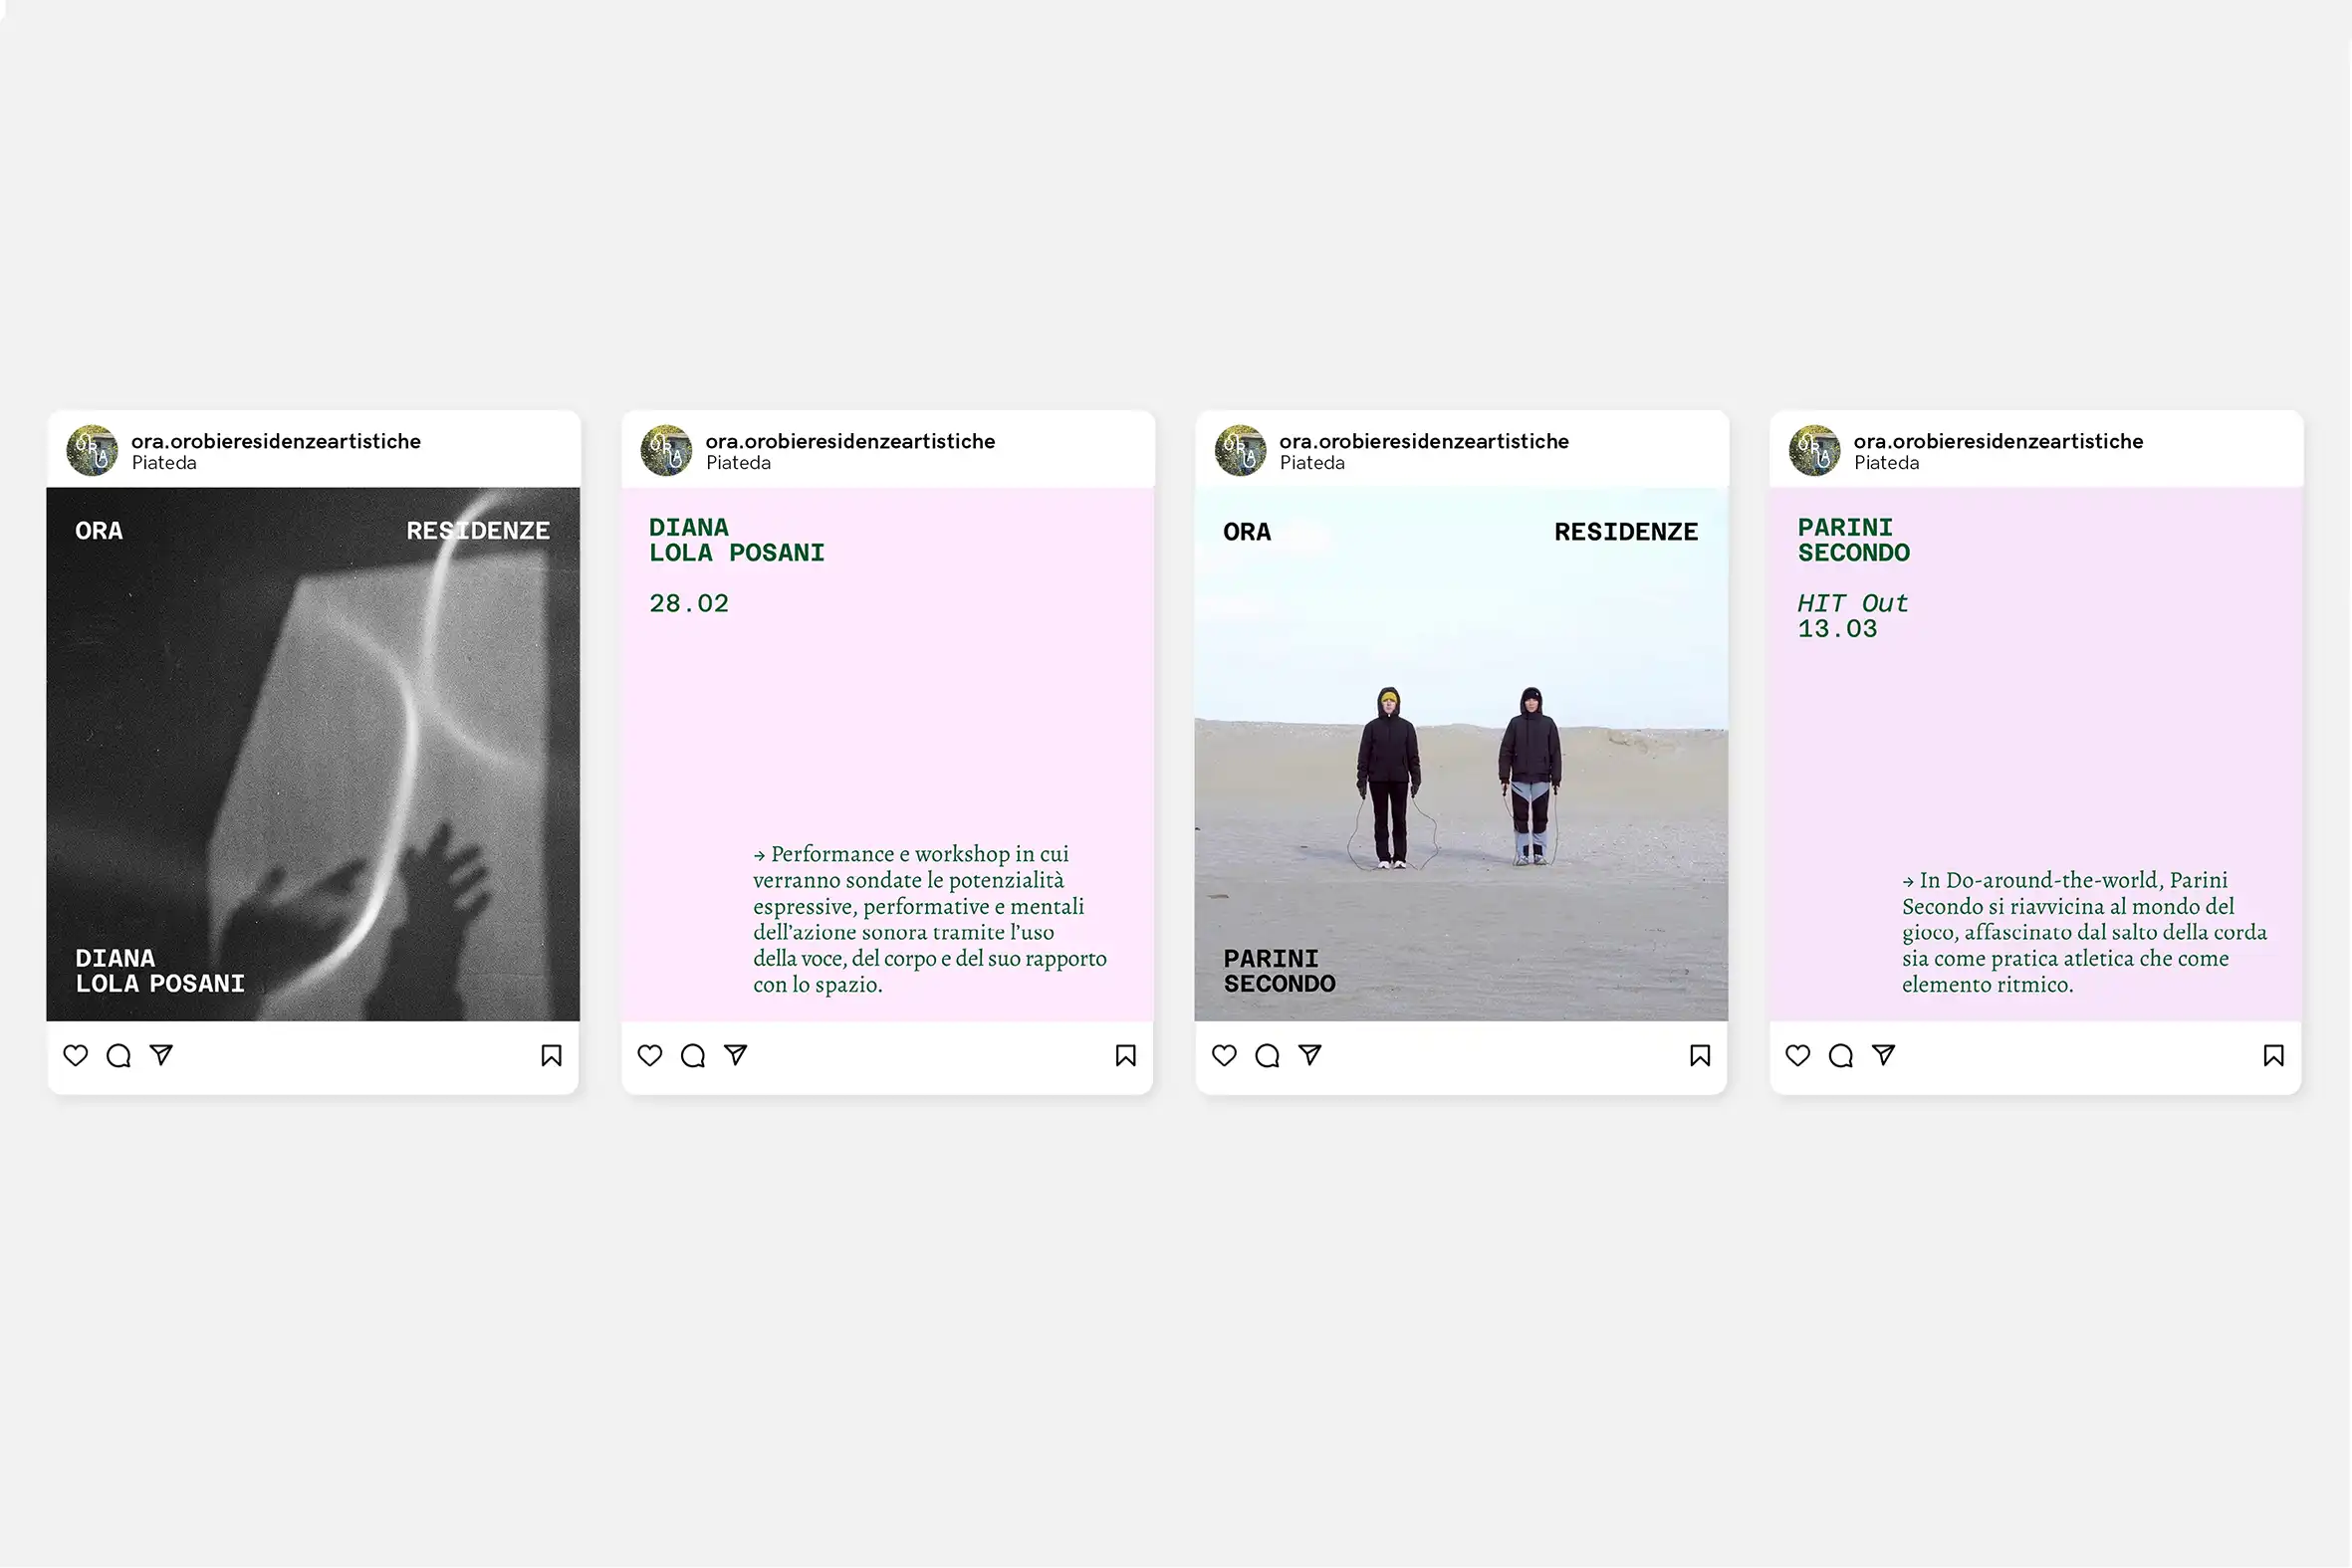 ora.orobieresidenzeartistiche
Piateda
ORA RESIDENZE
DIANA
LOLA POSANI
ora.orobieresidenzeartistiche
Piateda
DIANA
LOLA POSANI
28.02
→ Performance e workshop in cui
verranno sondate le potenzialità
espressive, performative e mentali
dell’azione sonora tramite l’uso
della voce, del corpo e del suo rapporto
con lo spazio.
ora.orobieresidenzeartistiche
Piateda
ORA RESIDENZE
PARINI
SECONDO
ora.orobieresidenzeartistiche
Piateda
PARINI
SECONDO
HIT Out
13.03
→ In Do-around-the-world, Parini
Secondo si riavvicina al mondo del
gioco, affascinato dal salto della corda
sia come pratica atletica che come
elemento ritmico.